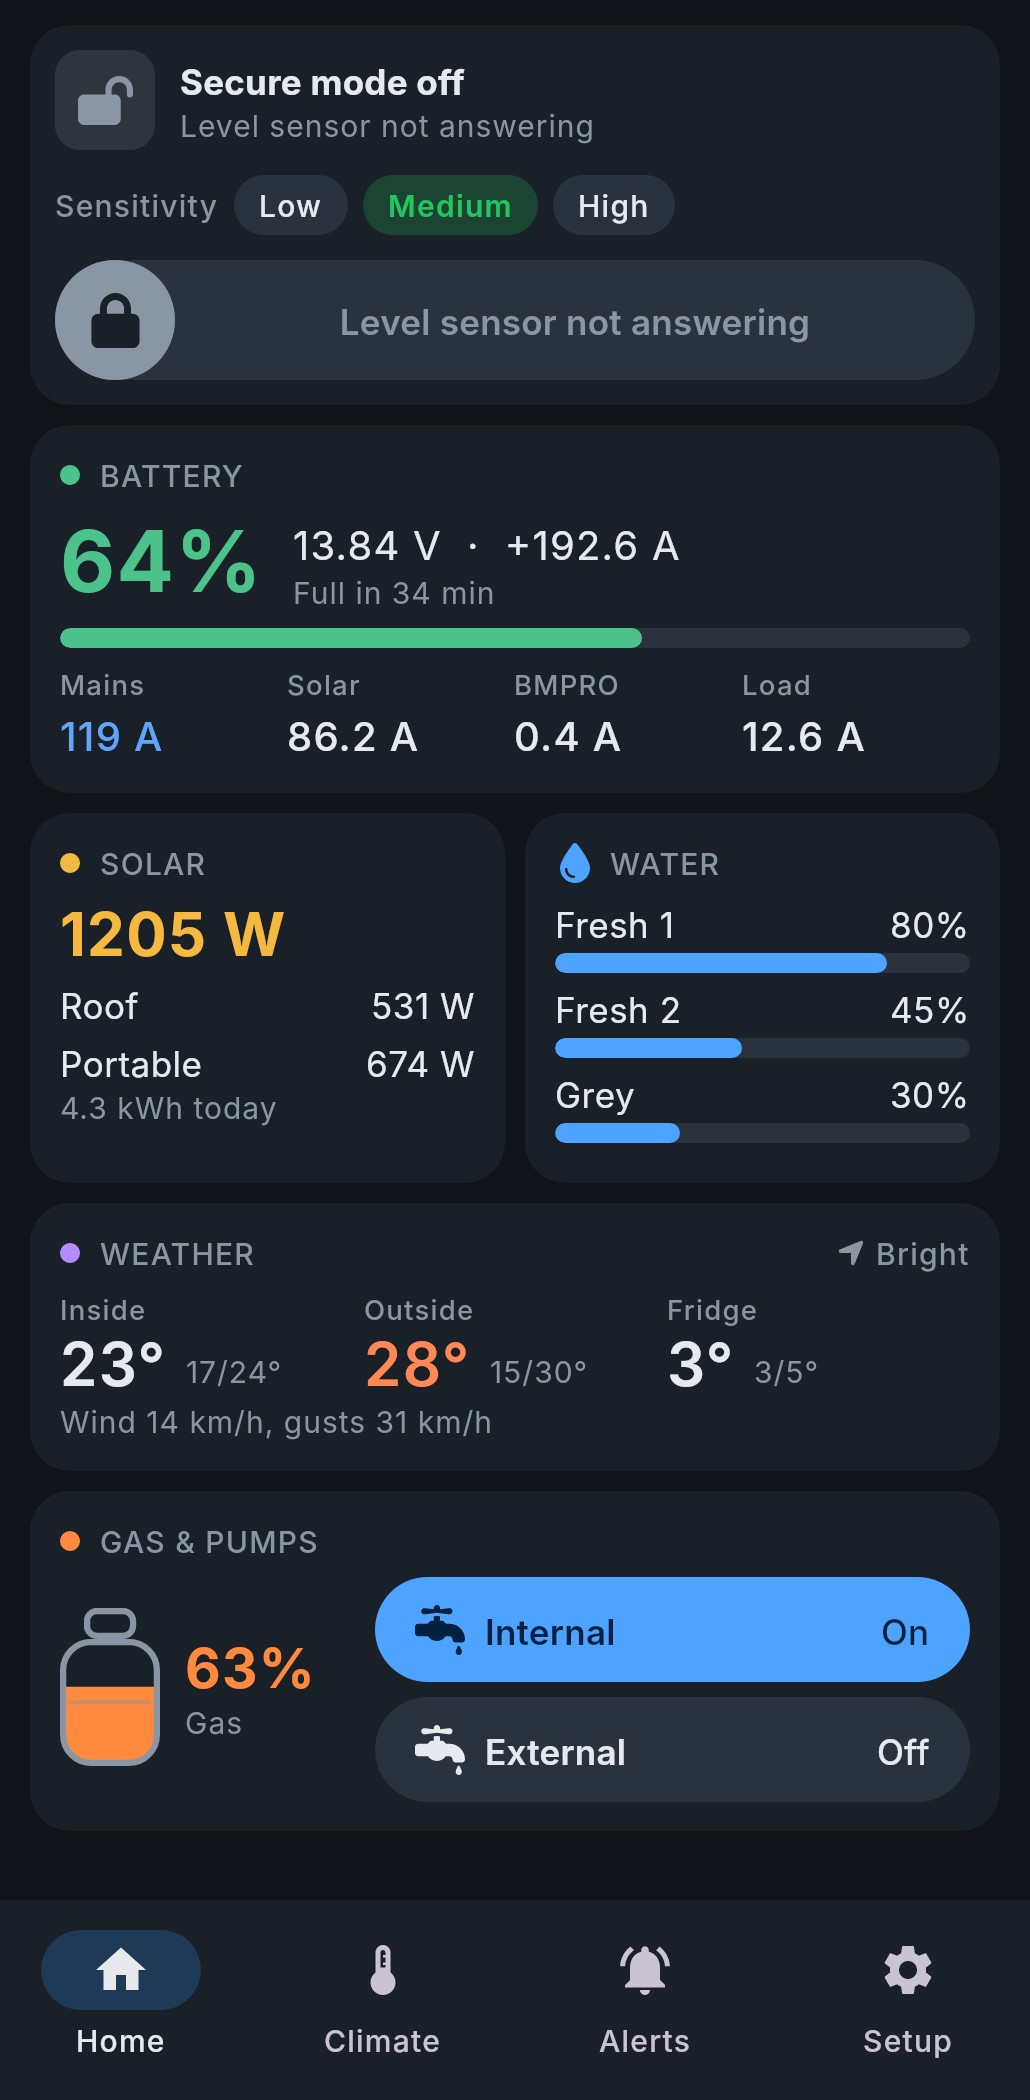 Secure mode off
Level sensor not answering
Sensitivity Low Medium High
Level sensor not answering
BATTERY
64% 13.84 V · +192.6 A
Full in 34 min
Mains Solar BMPRO Load
119 A 86.2 A 0.4 A 12.6 A
SOLAR
1205 W
Roof 531 W
Portable 674 W
4.3 kWh today
WATER
Fresh 1 80%
Fresh 2 45%
Grey 30%
WEATHER Bright
Inside Outside Fridge
23° 17/24° 28° 15/30° 3° 3/5°
Wind 14 km/h, gusts 31 km/h
GAS & PUMPS
63%
Gas
Internal On
External Off
Home Climate Alerts Setup